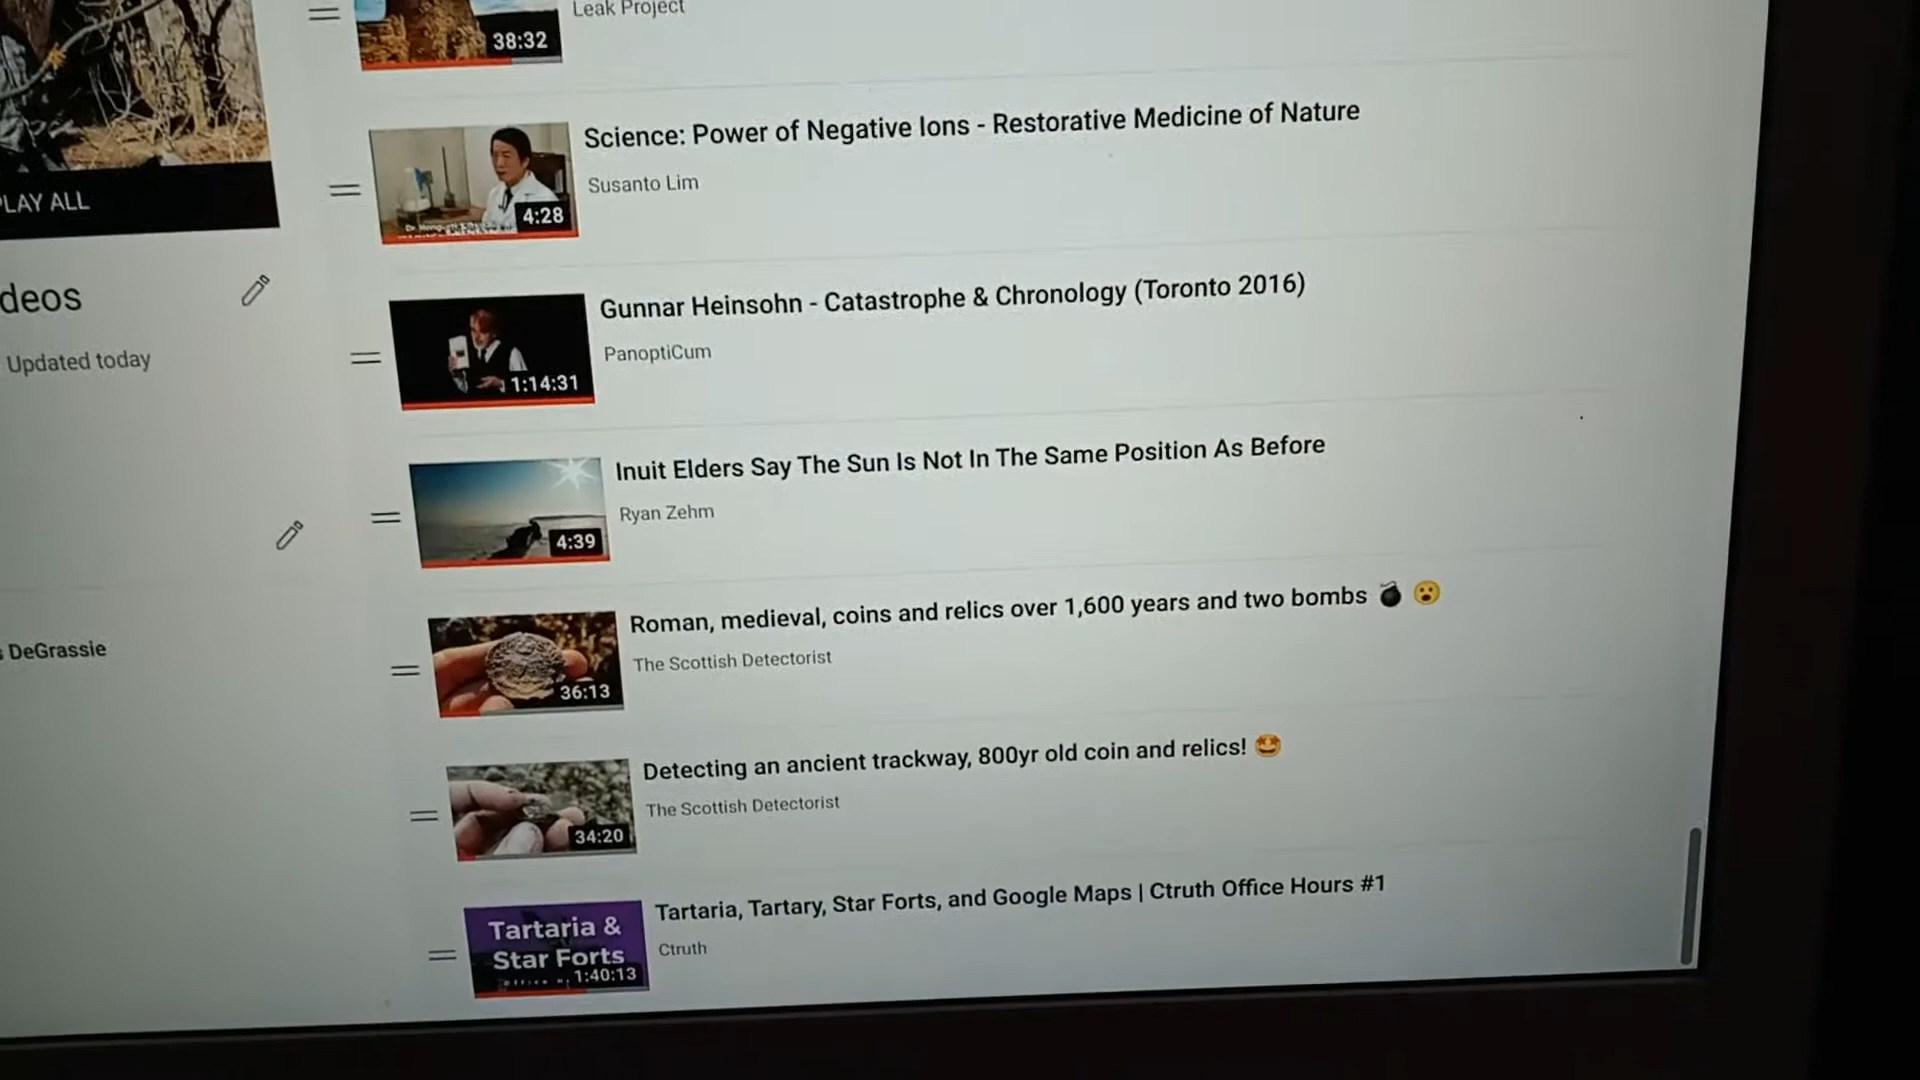 Leak Project
38:32
Science: Power of Negative Ions - Restorative Medicine of Nature
Susanto Lim
4:28
PLAY ALL
Gunnar Heinsohn - Catastrophe & Chronology (Toronto 2016)
PanoptiCum
1:14:31
deos
Updated today
Inuit Elders Say The Sun Is Not In The Same Position As Before
Ryan Zehm
4:39
Roman, medieval, coins and relics over 1,600 years and two bombs 💣 😮
The Scottish Detectorist
36:13
s DeGrassie
Detecting an ancient trackway, 800yr old coin and relics! 🤩
The Scottish Detectorist
34:20
Tartaria, Tartary, Star Forts, and Google Maps | Ctruth Office Hours #1
Ctruth
Tartaria &
Star Forts
1:40:13